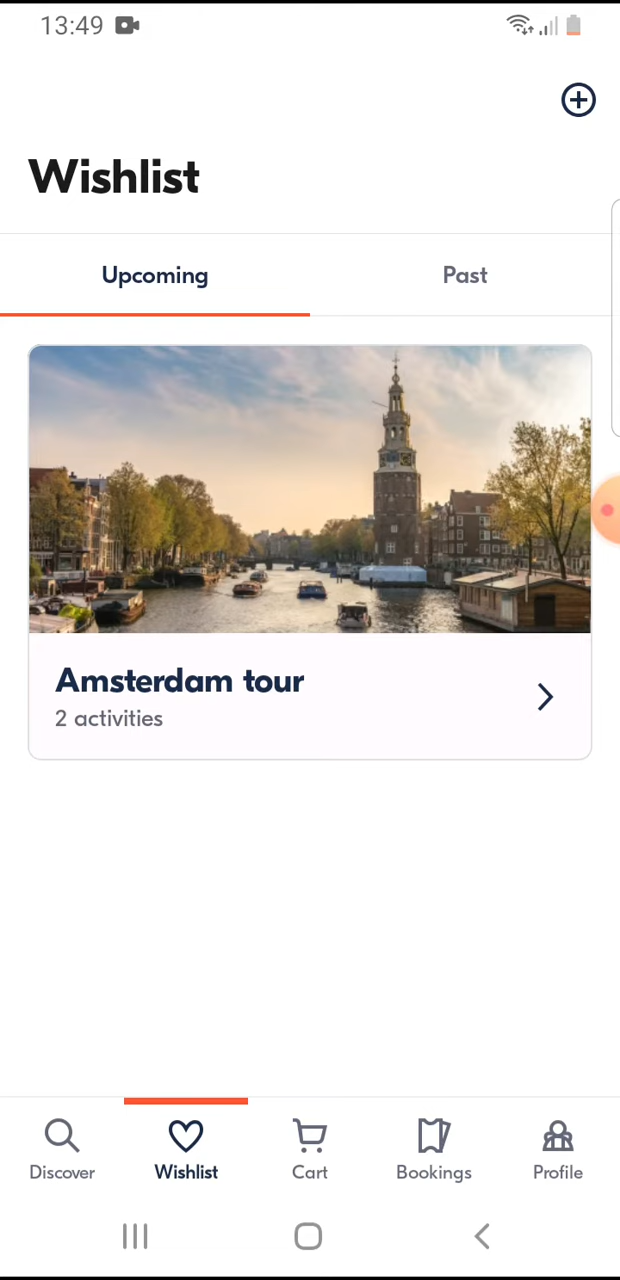 13:49
Wishlist
Upcoming
Past
Amsterdam tour
2 activities
Discover
Wishlist
Cart
Bookings
Profile